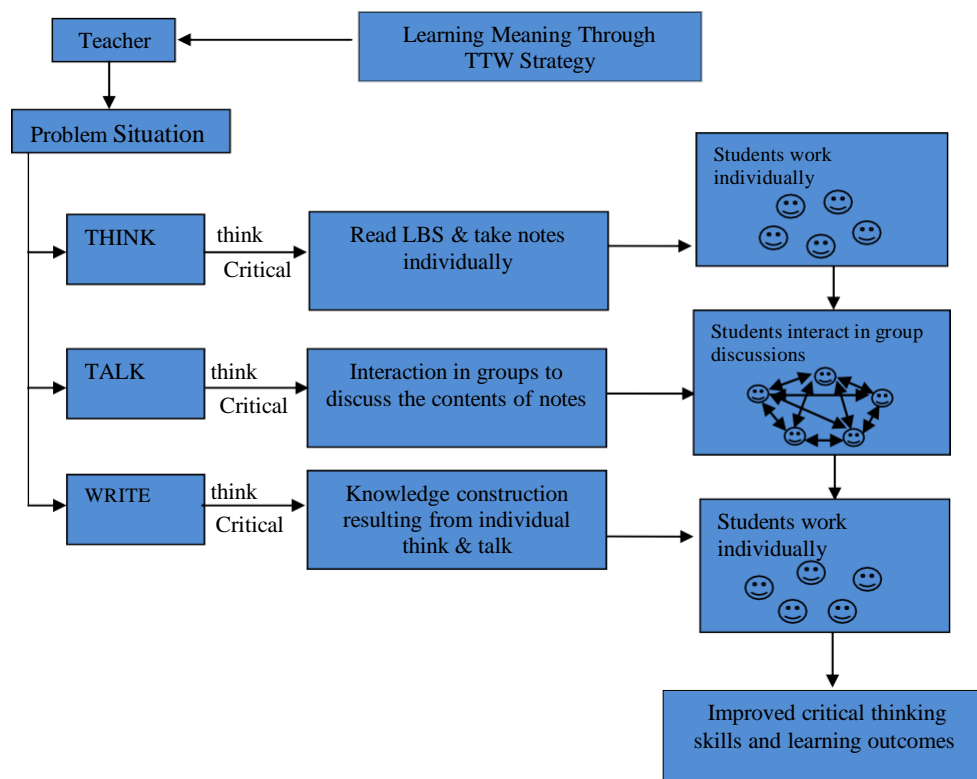 Teacher
Learning Meaning Through
TTW Strategy
Problem Situation
Students work
individually
THINK
think
Critical
Read LBS & take notes
individually
Students interact in group
discussions
TALK
think
Critical
Interaction in groups to
discuss the contents of notes
WRITE
think
Critical
Knowledge construction
resulting from individual
think & talk
Students work
individually
Improved critical thinking
skills and learning outcomes